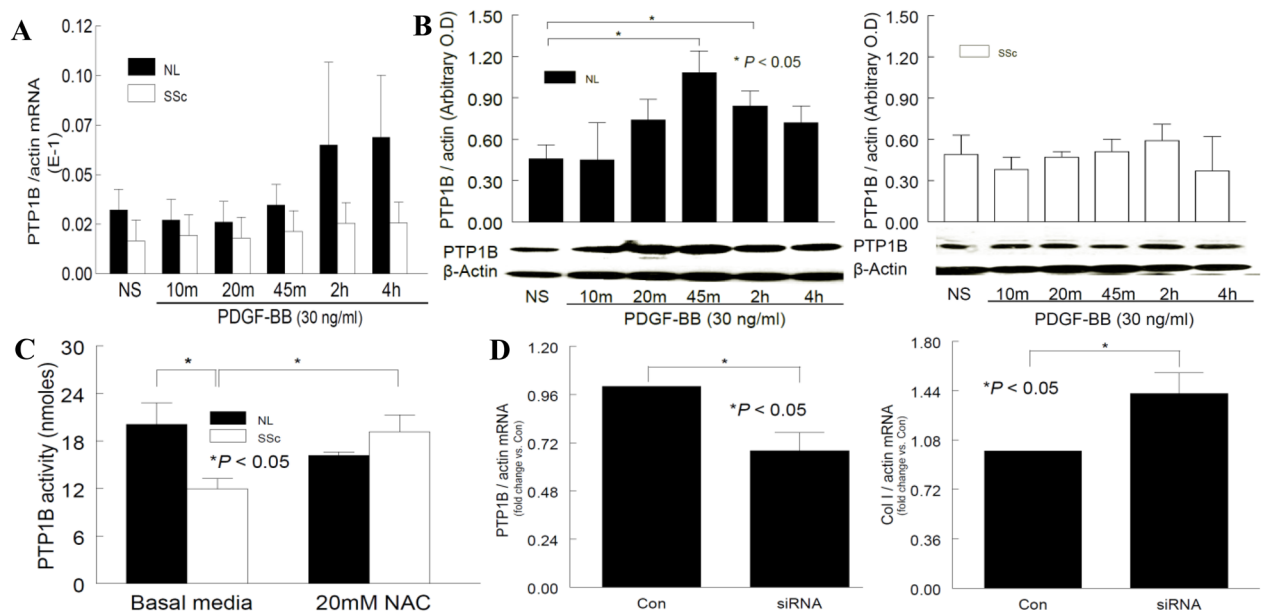 A
PTP1B /actin mRNA
(E-1)
0.12
0.10
0.07
0.05
0.02
0.00
NL
SSc
NS 10m 20m 45m 2h 4h
PDGF-BB (30 ng/ml)
B
PTP1B / actin (Arbitrary O.D)
1.50
1.20
0.90
0.60
0.30
0.00
*
*
* P < 0.05
NL
PTP1B
β-Actin
NS 10m 20m 45m 2h 4h
PDGF-BB (30 ng/ml)
PTP1B / actin (Arbitrary O.D)
1.50
1.20
0.90
0.60
0.30
0.00
SSc
PTP1B
β-Actin
NS 10m 20m 45m 2h 4h
PDGF-BB (30 ng/ml)
C
PTP1B activity (nmoles)
30
24
18
12
6
0
*
*
NL
SSc
*P < 0.05
Basal media 20mM NAC
D
PTP1B / actin mRNA
(fold change vs. Con)
1.20
0.96
0.72
0.48
0.24
0.00
*
*P < 0.05
Con siRNA
Col I / actin mRNA
(fold change vs. Con)
1.80
1.44
1.08
0.72
0.36
0.00
*
*P < 0.05
Con siRNA